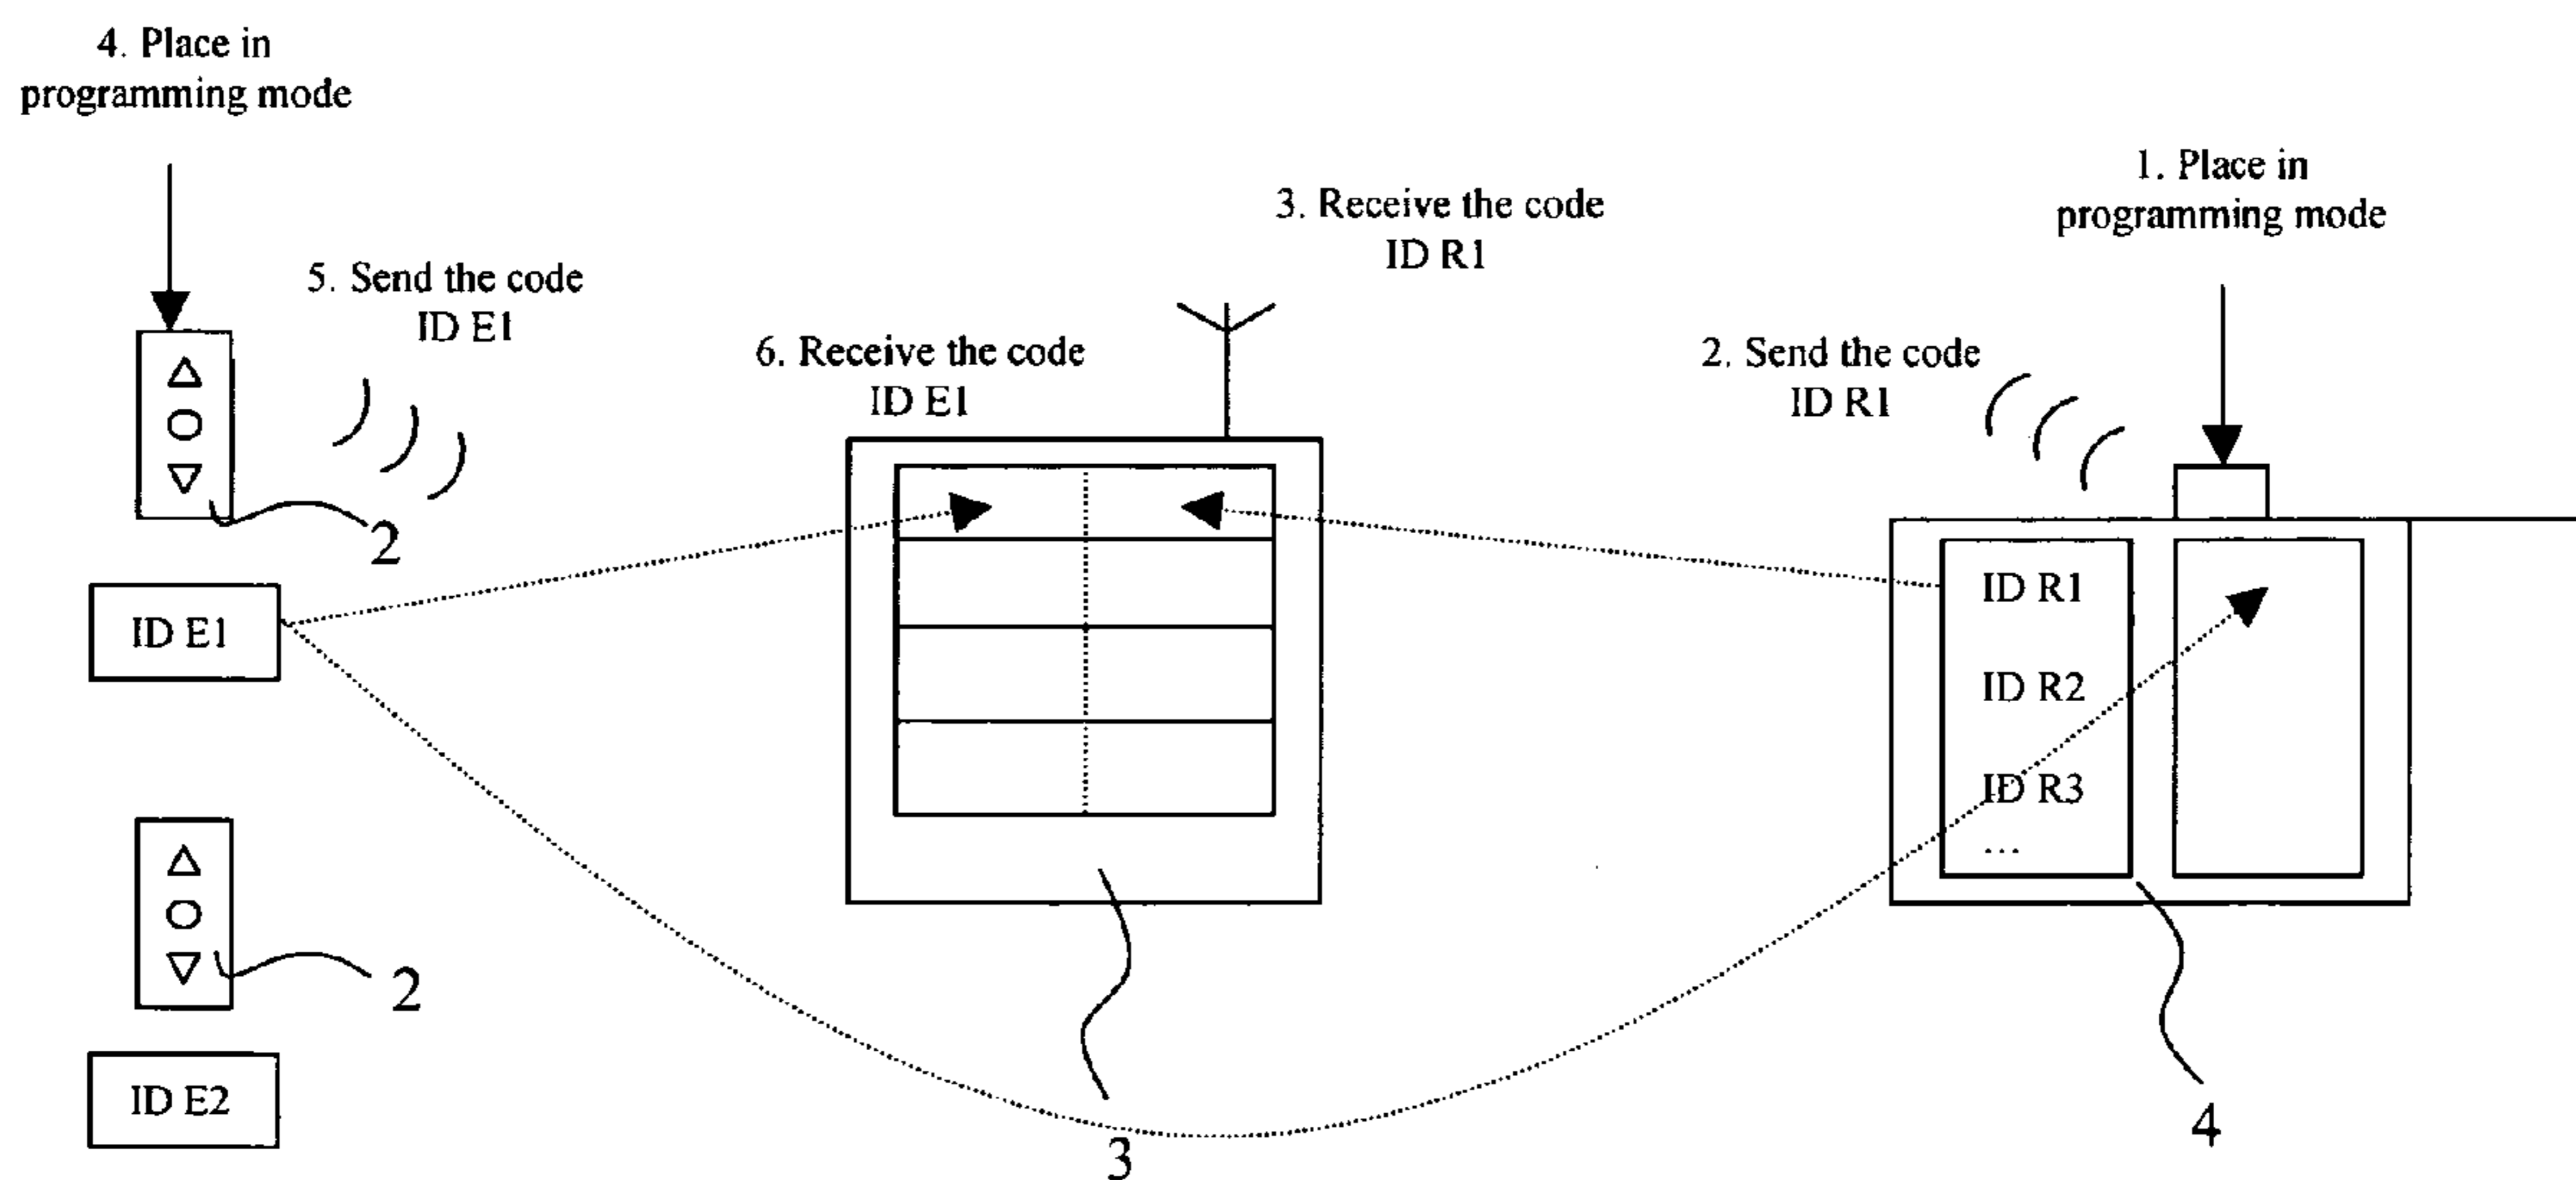 4. Place in
programming mode
1. Place in
programming mode
3. Receive the code
ID R1
5. Send the code
ID E1
6. Receive the code
ID E1
2. Send the code
ID R1
2
ID E1
ID R1
ID R2
ID R3
...
2
ID E2
3
4